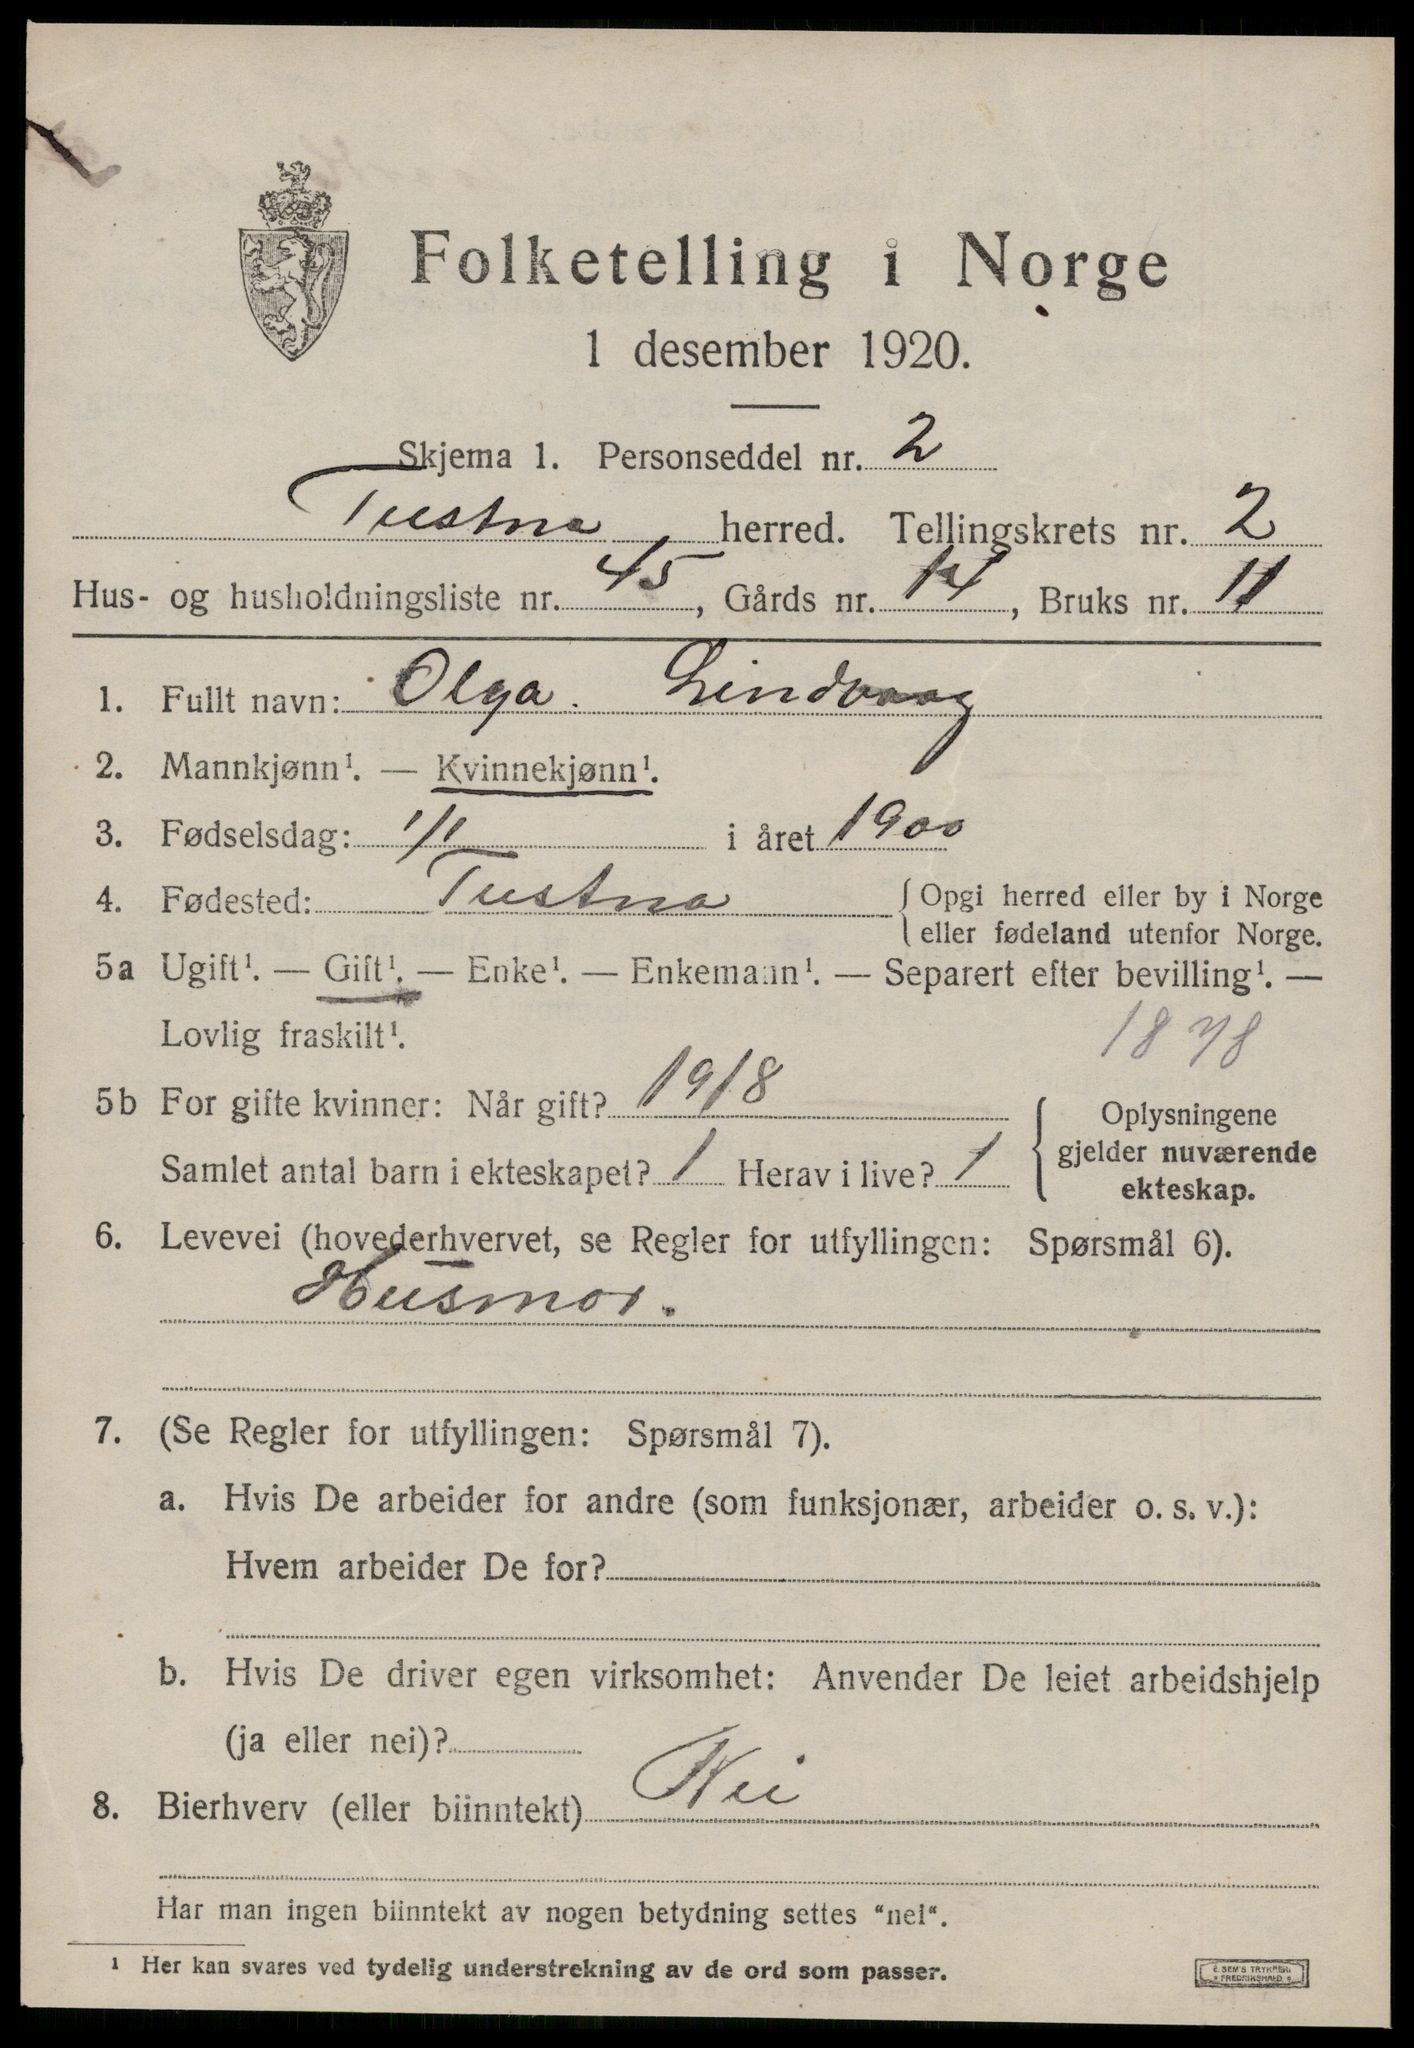 Folketelling i Norge
1 desember 1920.
Skjema 1. Personseddel nr. 2
Tustna herred. Tellingskrets nr. 2
Hus- og husholdningsliste nr. 45, Gårds nr. 14, Bruks nr. 11
1. Fullt navn: Olga. Lindvaag
2. Mannkjønn¹. — Kvinnekjønn¹.
3. Fødselsdag: 1/1 i året 1900
4. Fødested: Tustna { Opgi herred eller by i Norge
eller fødeland utenfor Norge.
5a Ugift¹. — Gift¹. — Enke¹. — Enkemann¹. — Separert efter bevilling¹. —
Lovlig fraskilt¹.
5b For gifte kvinner: Når gift? 1918
Samlet antal barn i ekteskapet? 1 Herav i live? 1
Oplysningene
gjelder nuværende
ekteskap.
6. Levevei (hovederhvervet, se Regler for utfyllingen: Spørsmål 6).
Husmor.
7. (Se Regler for utfyllingen: Spørsmål 7).
a. Hvis De arbeider for andre (som funksjonær, arbeider o. s. v.):
Hvem arbeider De for?
b. Hvis De driver egen virksomhet: Anvender De leiet arbeidshjelp
(ja eller nei)?
8. Bierhverv (eller biinntekt) Nei
Har man ingen biinntekt av nogen betydning settes "nei".
¹ Her kan svares ved tydelig understrekning av de ord som passer.
E. SEM'S TRYKKERI
FREDRIKSHALD